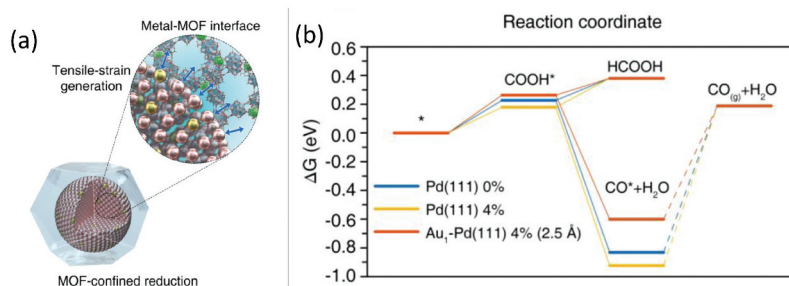 (a)
Metal-MOF interface
Tensile-strain
generation
MOF-confined reduction
(b)
Reaction coordinate
ΔG (eV)
0.6
0.4
0.2
0.0
-0.2
-0.4
-0.6
-0.8
-1.0
*
COOH*
HCOOH
CO(g)+H2O
CO*+H2O
Pd(111) 0%
Pd(111) 4%
Au1-Pd(111) 4% (2.5 Å)